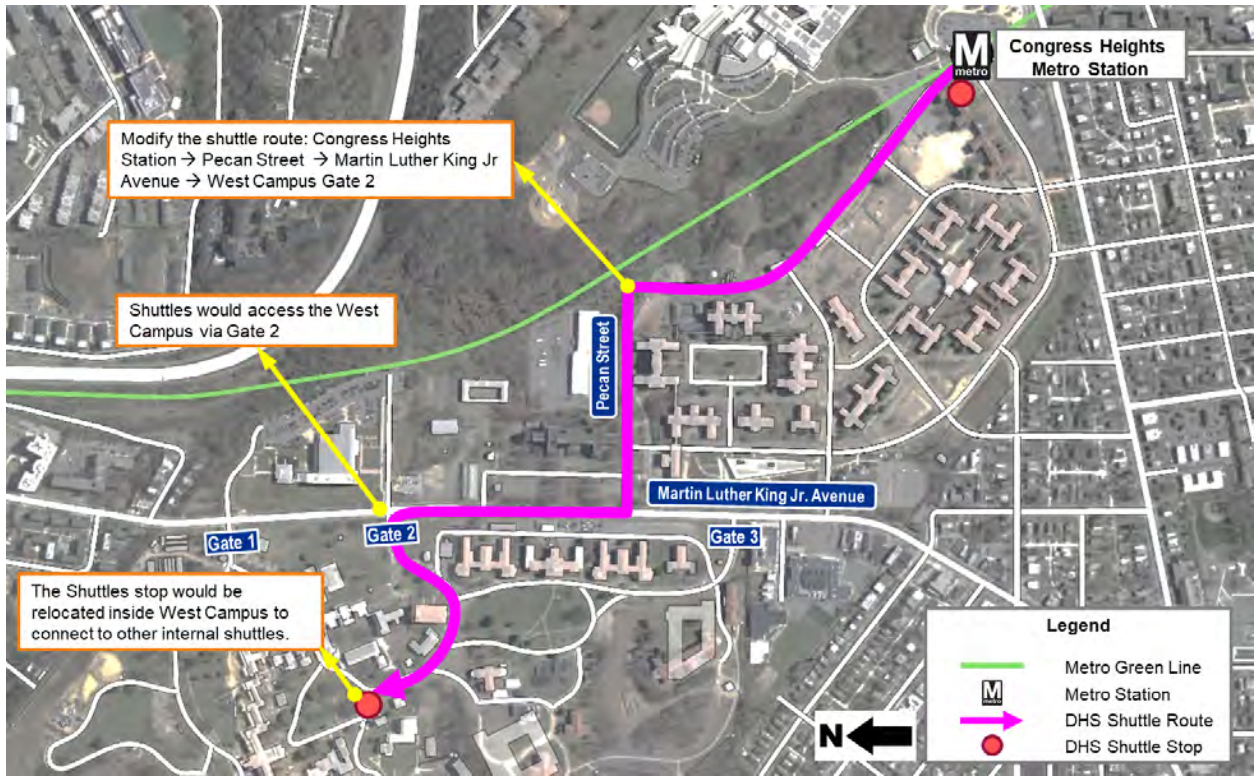 M
metro
Congress Heights
Metro Station
Modify the shuttle route: Congress Heights
Station → Pecan Street → Martin Luther King Jr
Avenue → West Campus Gate 2
Shuttles would access the West
Campus via Gate 2
Pecan Street
Martin Luther King Jr. Avenue
Gate 1
Gate 2
Gate 3
The Shuttles stop would be
relocated inside West Campus to
connect to other internal shuttles.
N
Legend
Metro Green Line
M
metro
Metro Station
DHS Shuttle Route
DHS Shuttle Stop